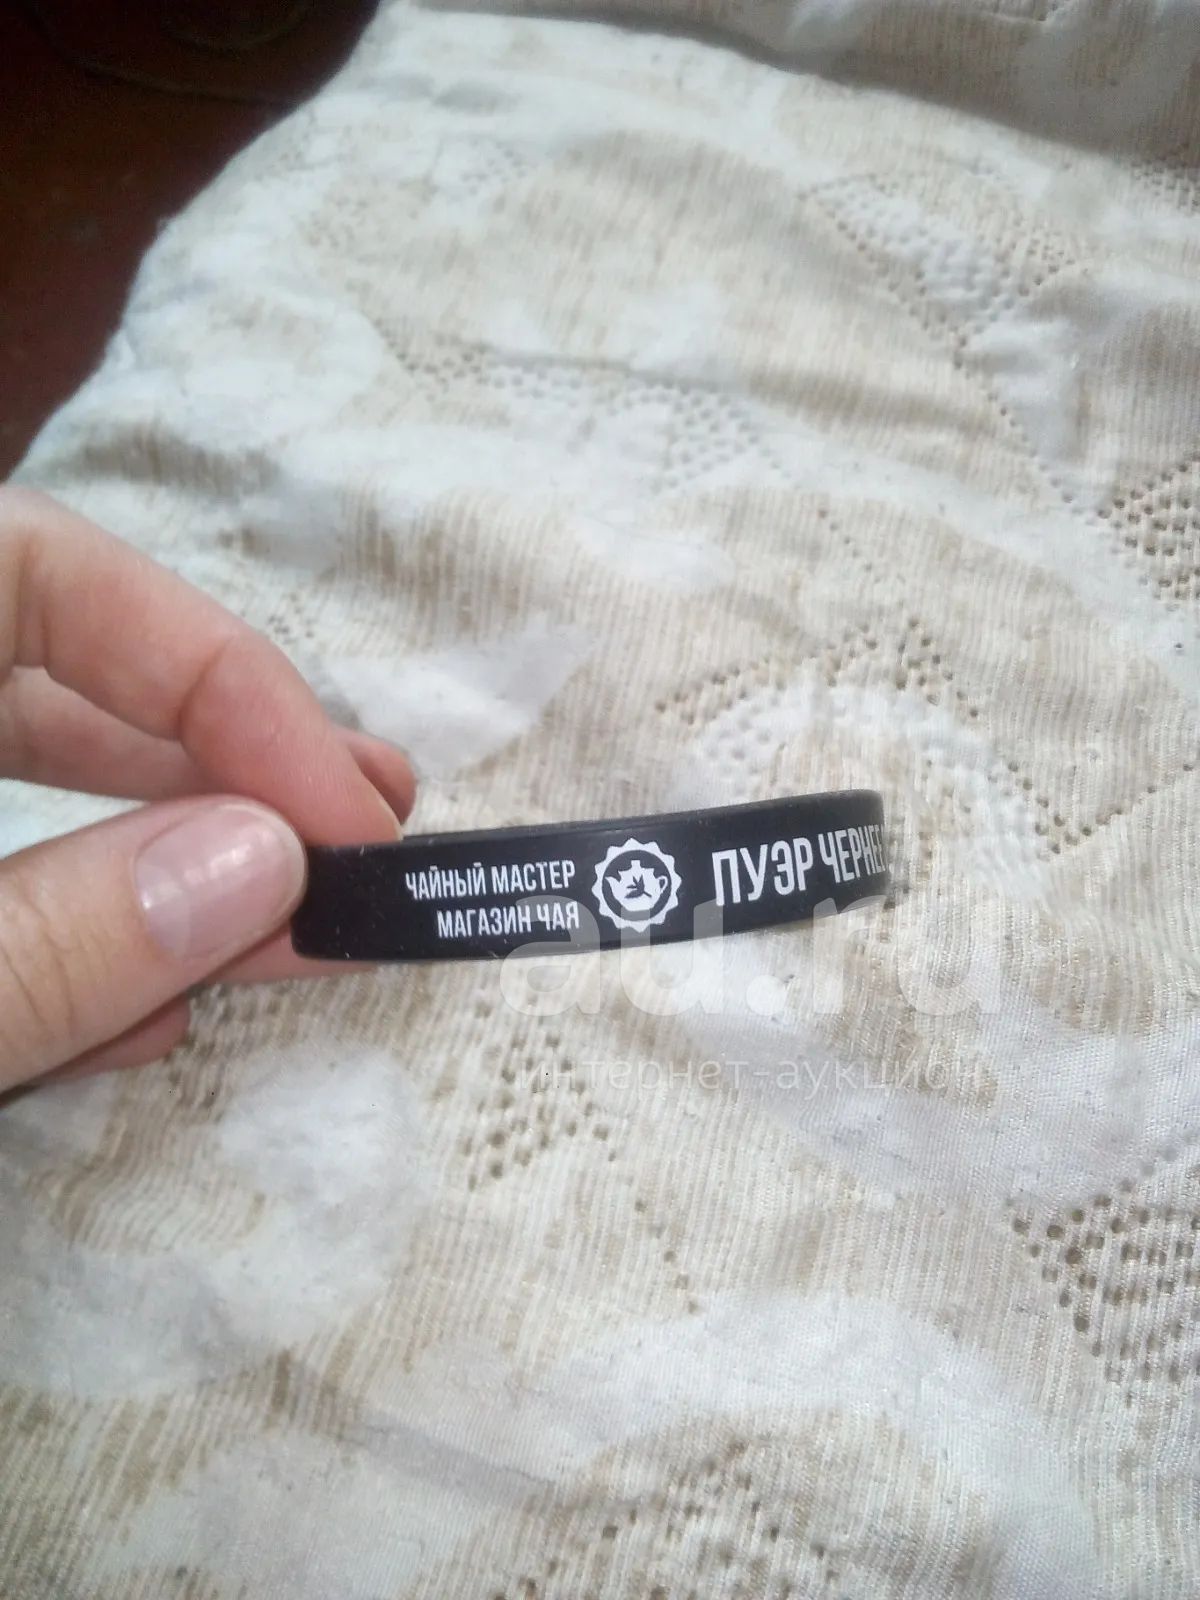 ЧАЙНЫЙ МАСТЕР
МАГАЗИН ЧАЯ
ПУЭР ЧЕРНЕЕ
au.ru
интернет-аукцион